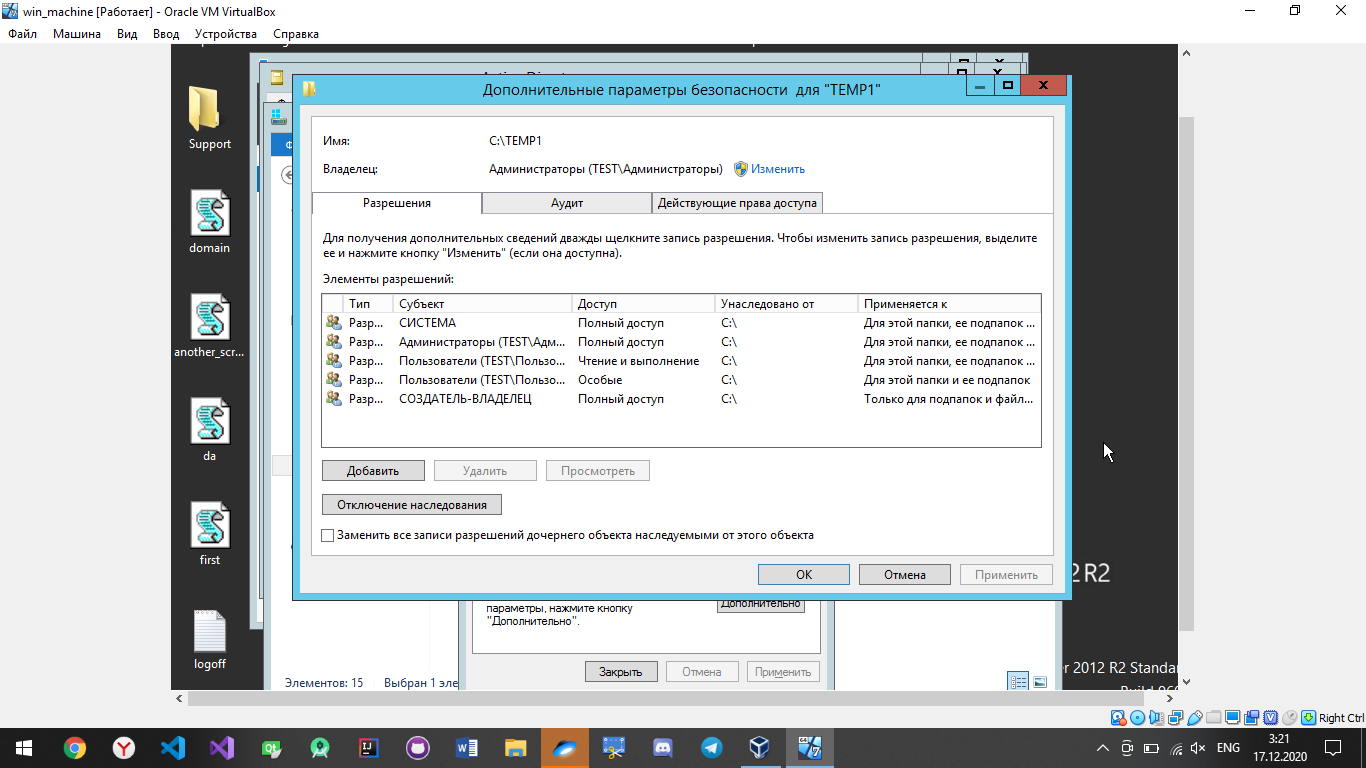 win_machine [Работает] - Oracle VM VirtualBox
Файл Машина Вид Ввод Устройства Справка
Дополнительные параметры безопасности для "TEMP1"
Имя: C:\TEMP1
Владелец: Администраторы (TEST\Администраторы) Изменить
Разрешения Аудит Действующие права доступа
Для получения дополнительных сведений дважды щелкните запись разрешения. Чтобы изменить запись разрешения, выделите
ее и нажмите кнопку "Изменить" (если она доступна).
Элементы разрешений:
Тип Субъект Доступ Унаследовано от Применяется к
Разр... СИСТЕМА Полный доступ C:\ Для этой папки, ее подпапок ...
Разр... Администраторы (TEST\Адм... Полный доступ C:\ Для этой папки, ее подпапок ...
Разр... Пользователи (TEST\Пользо... Чтение и выполнение C:\ Для этой папки, ее подпапок ...
Разр... Пользователи (TEST\Пользо... Особые C:\ Для этой папки и ее подпапок
Разр... СОЗДАТЕЛЬ-ВЛАДЕЛЕЦ Полный доступ C:\ Только для подпапок и файл...
Добавить Удалить Просмотреть
Отключение наследования
Заменить все записи разрешений дочернего объекта наследуемыми от этого объекта
OK Отмена Применить
Support
domain
another_scr...
da
first
logoff
2 R2
параметры, нажмите кнопку
"Дополнительно".
Дополнительно
Закрыть Отмена Применить
Элементов: 15 Выбран 1 эле
r 2012 R2 Standa
Right Ctrl
ENG
3:21
17.12.2020